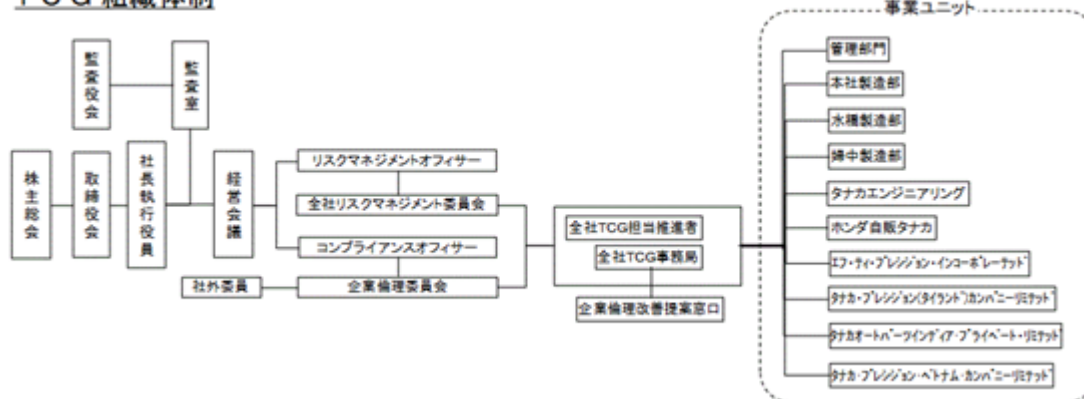 TCG 組織体制
事業ユニット
監査役会
監査室
株主総会
取締役会
社長執行役員
経営会議
リスクマネジメントオフィサー
全社リスクマネジメント委員会
コンプライアンスオフィサー
社外委員
企業倫理委員会
全社TCG担当推進者
全社TCG事務局
企業倫理改善提案窓口
管理部門
本社製造部
水橋製造部
婦中製造部
タナカエンジニアリング
ホンダ自販タナカ
エフ・ティ・プレシジョン・インコーポレーテッド
タナカ・プレシジョン(タイランド)カンパニーリミテッド
タナカオートパーツインディア・プライベート・リミテッド
タナカ・プレシジョン・ベトナム・カンパニーリミテッド